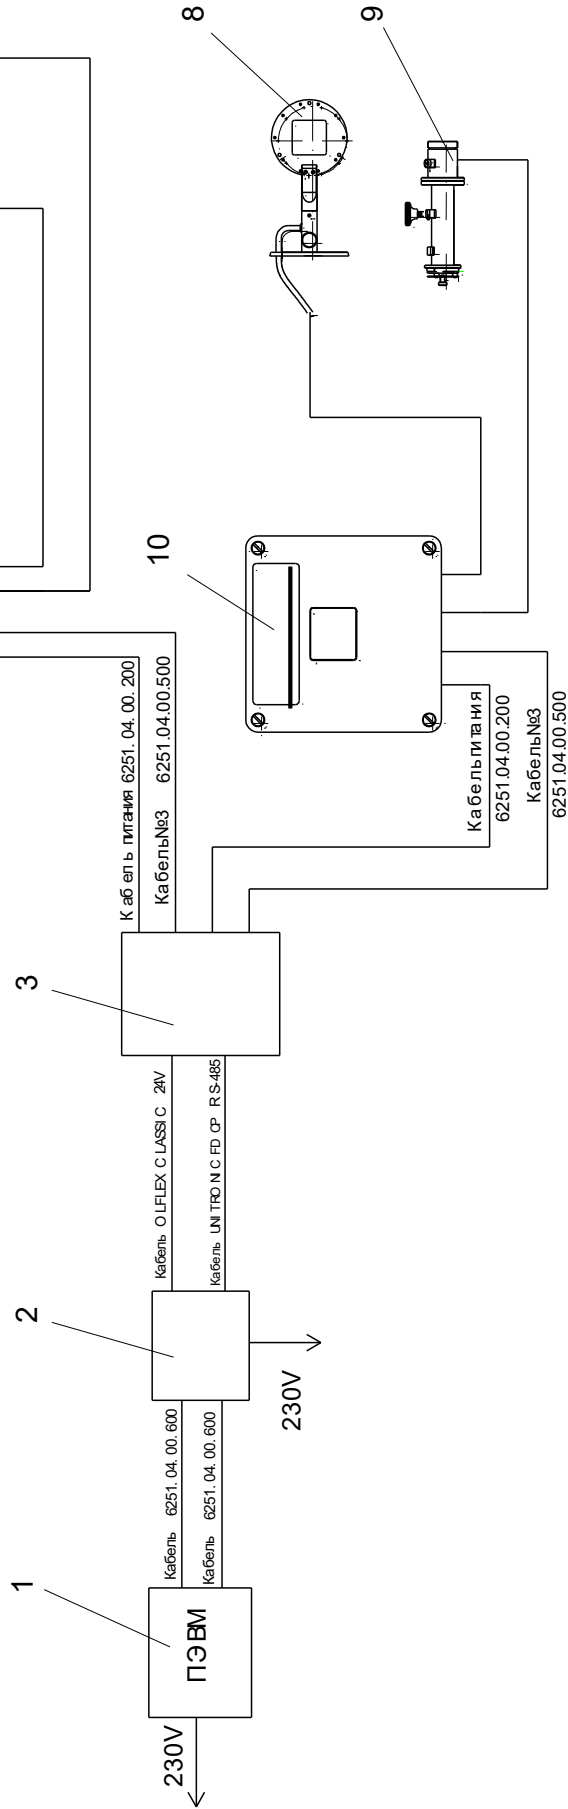 8
9
10
Кабель питания 6251.04.00.200
Кабель№3 6251.04.00.500
Кабель питания
6251.04.00.200
Кабель№3
6251.04.00.500
3
Кабель OLFLEX CLASSIC 24V
Кабель UNITRONIC FD CP RS-485
2
230V
Кабель 6251.04.00.600
Кабель 6251.04.00.600
1
ПЭВМ
230V